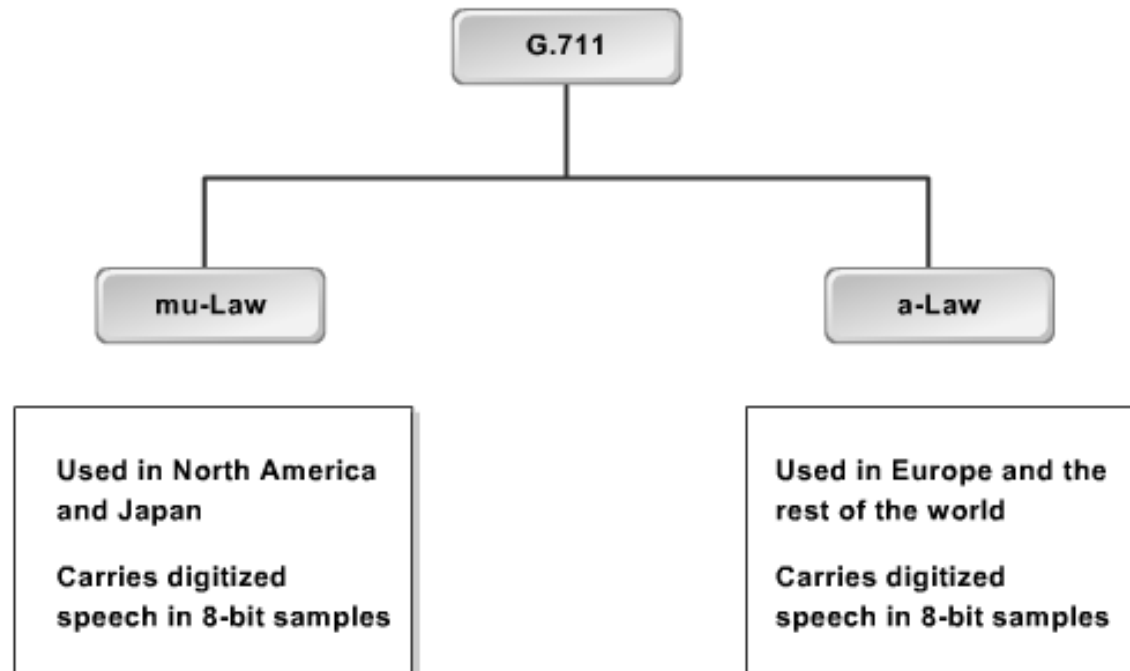 G.711
mu-Law
a-Law
Used in North America
and Japan
Carries digitized
speech in 8-bit samples
Used in Europe and the
rest of the world
Carries digitized
speech in 8-bit samples